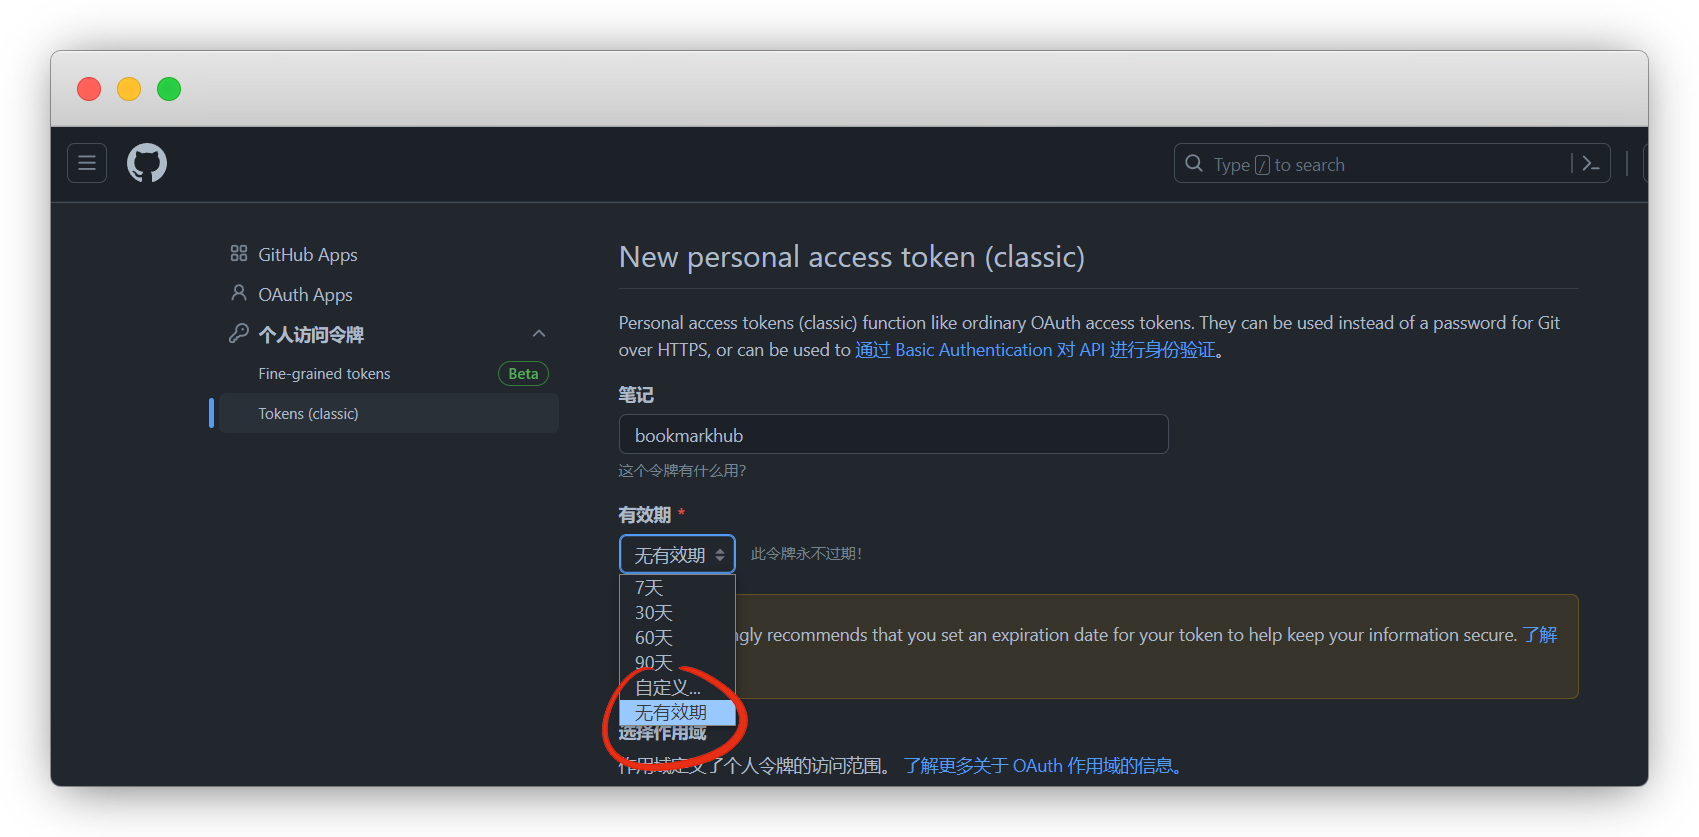 Type / to search
GitHub Apps
OAuth Apps
个人访问令牌
Fine-grained tokens
Beta
Tokens (classic)
New personal access token (classic)
Personal access tokens (classic) function like ordinary OAuth access tokens. They can be used instead of a password for Git
over HTTPS, or can be used to 通过 Basic Authentication 对 API 进行身份验证。
笔记
bookmarkhub
这个令牌有什么用?
有效期 *
无有效期
此令牌永不过期!
7天
30天
60天
90天
自定义...
无有效期
recommends that you set an expiration date for your token to help keep your information secure. 了解
选择作用域
作用域定义了个人令牌的访问范围。 了解更多关于 OAuth 作用域的信息。